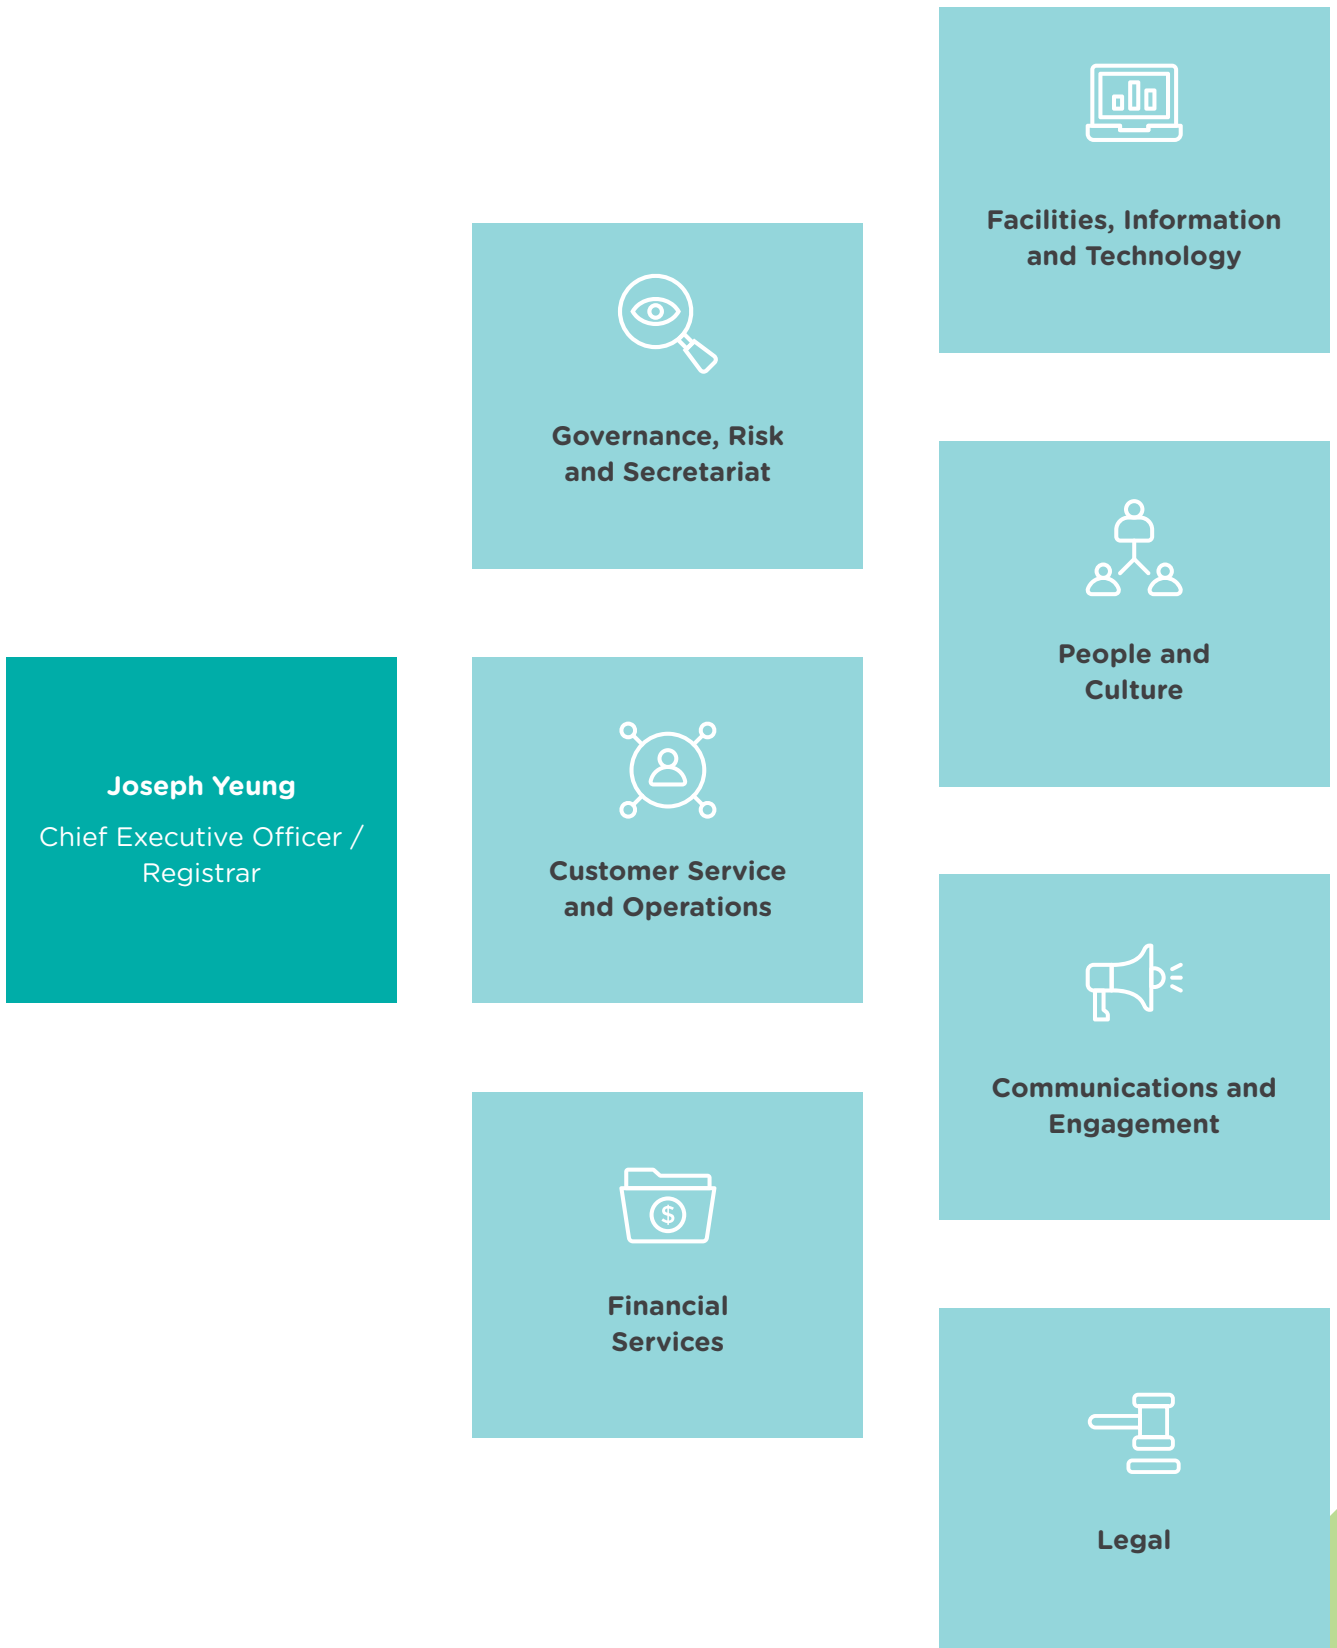 Joseph Yeung
Chief Executive Officer /
Registrar
Governance, Risk
and Secretariat
Customer Service
and Operations
$
Financial
Services
Facilities, Information
and Technology
People and
Culture
Communications and
Engagement
Legal